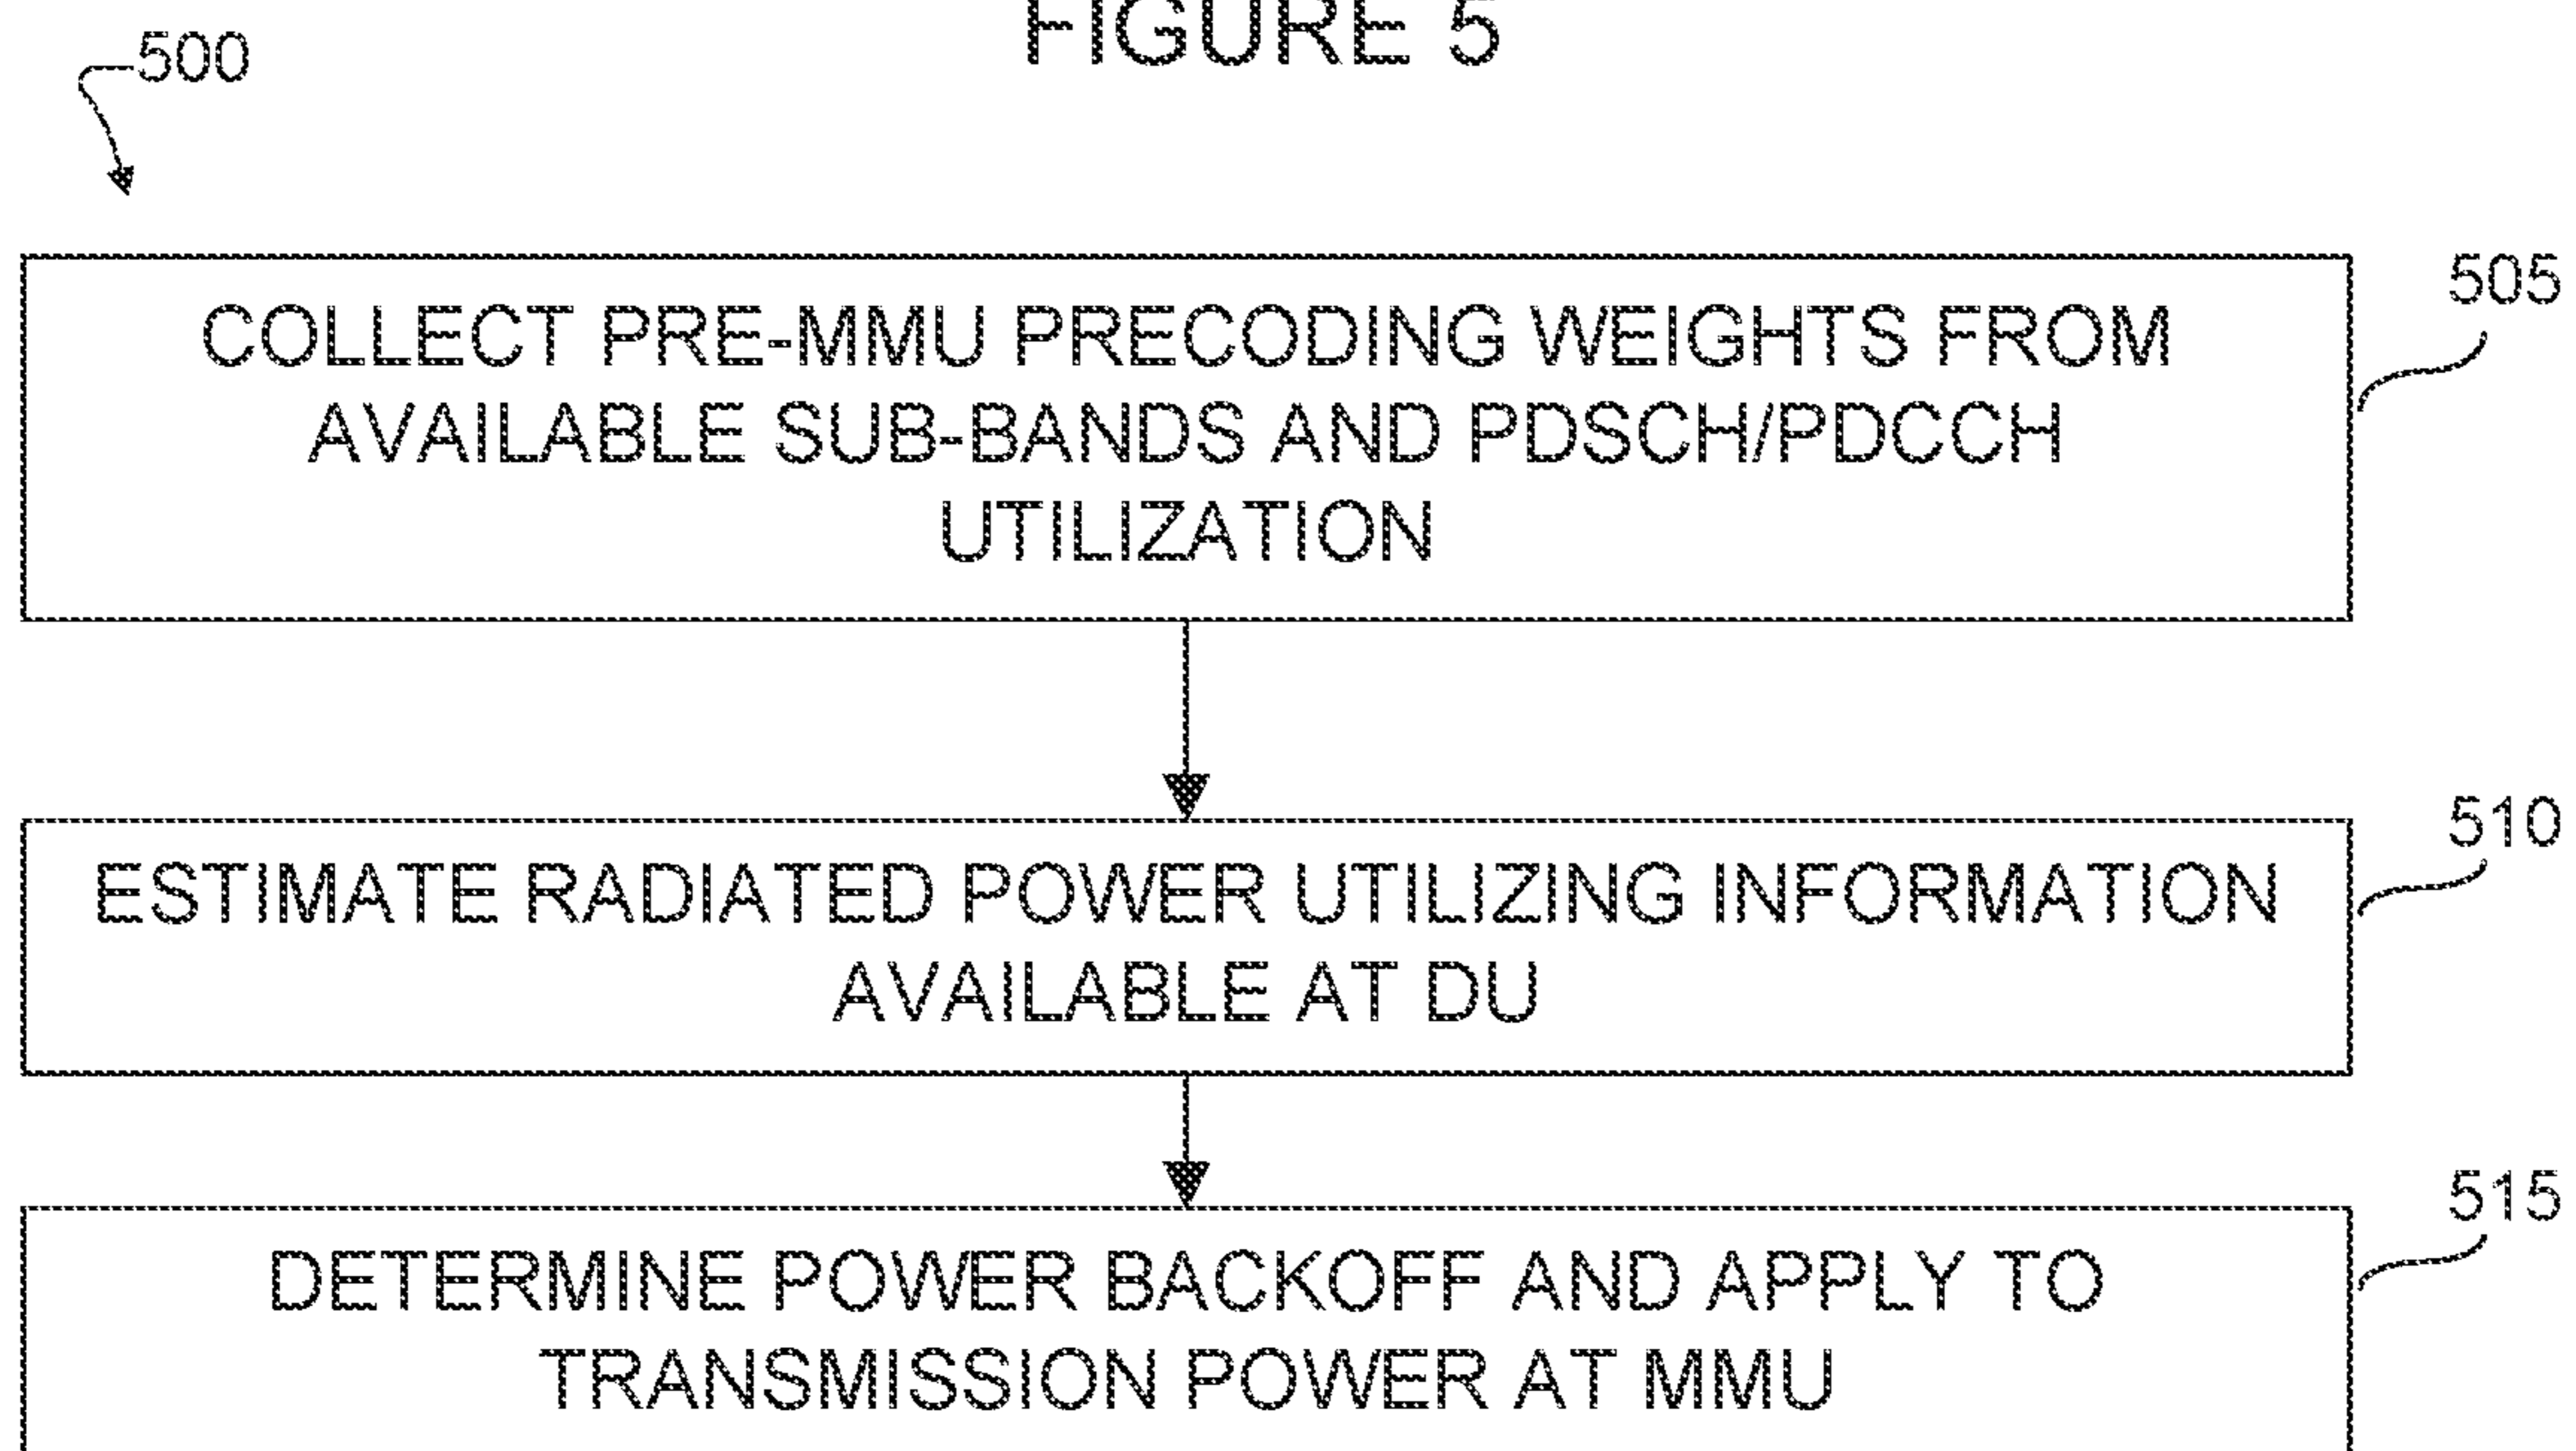 FIGURE 5
500
COLLECT PRE-MMU PRECODING WEIGHTS FROM
AVAILABLE SUB-BANDS AND PDSCH/PDCCH
UTILIZATION
505
ESTIMATE RADIATED POWER UTILIZING INFORMATION
AVAILABLE AT DU
510
DETERMINE POWER BACKOFF AND APPLY TO
TRANSMISSION POWER AT MMU
515